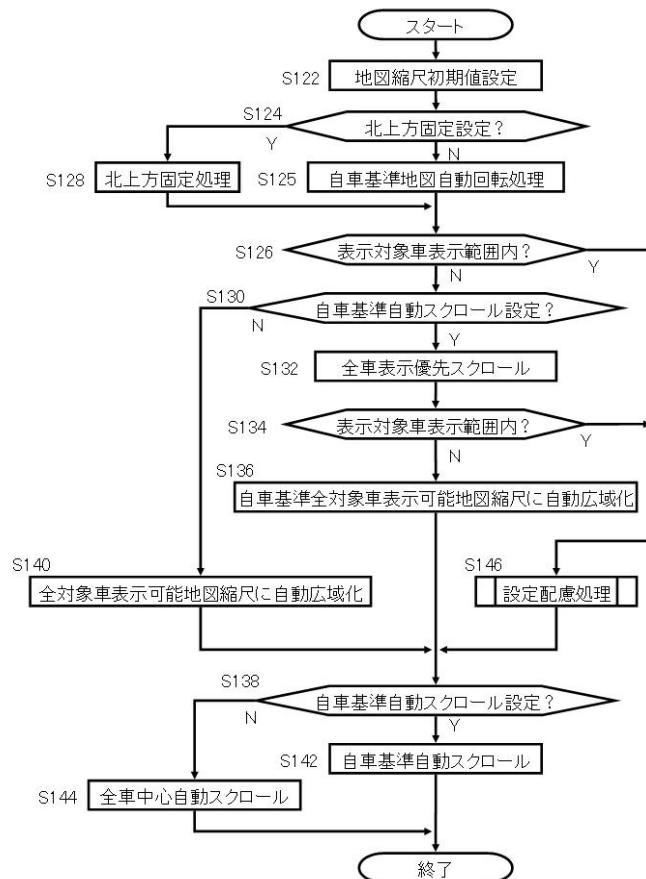 スタート
S122
地図縮尺初期値設定
S124
北上方固定設定？
Y
N
S128
北上方固定処理
S125
自車基準地図自動回転処理
S126
表示対象車表示範囲内？
Y
N
S130
自車基準自動スクロール設定？
N
Y
S132
全車表示優先スクロール
S134
表示対象車表示範囲内？
Y
N
S136
自車基準全対象車表示可能地図縮尺に自動広域化
S140
全対象車表示可能地図縮尺に自動広域化
S146
設定配慮処理
S138
自車基準自動スクロール設定？
N
Y
S142
自車基準自動スクロール
S144
全車中心自動スクロール
終了